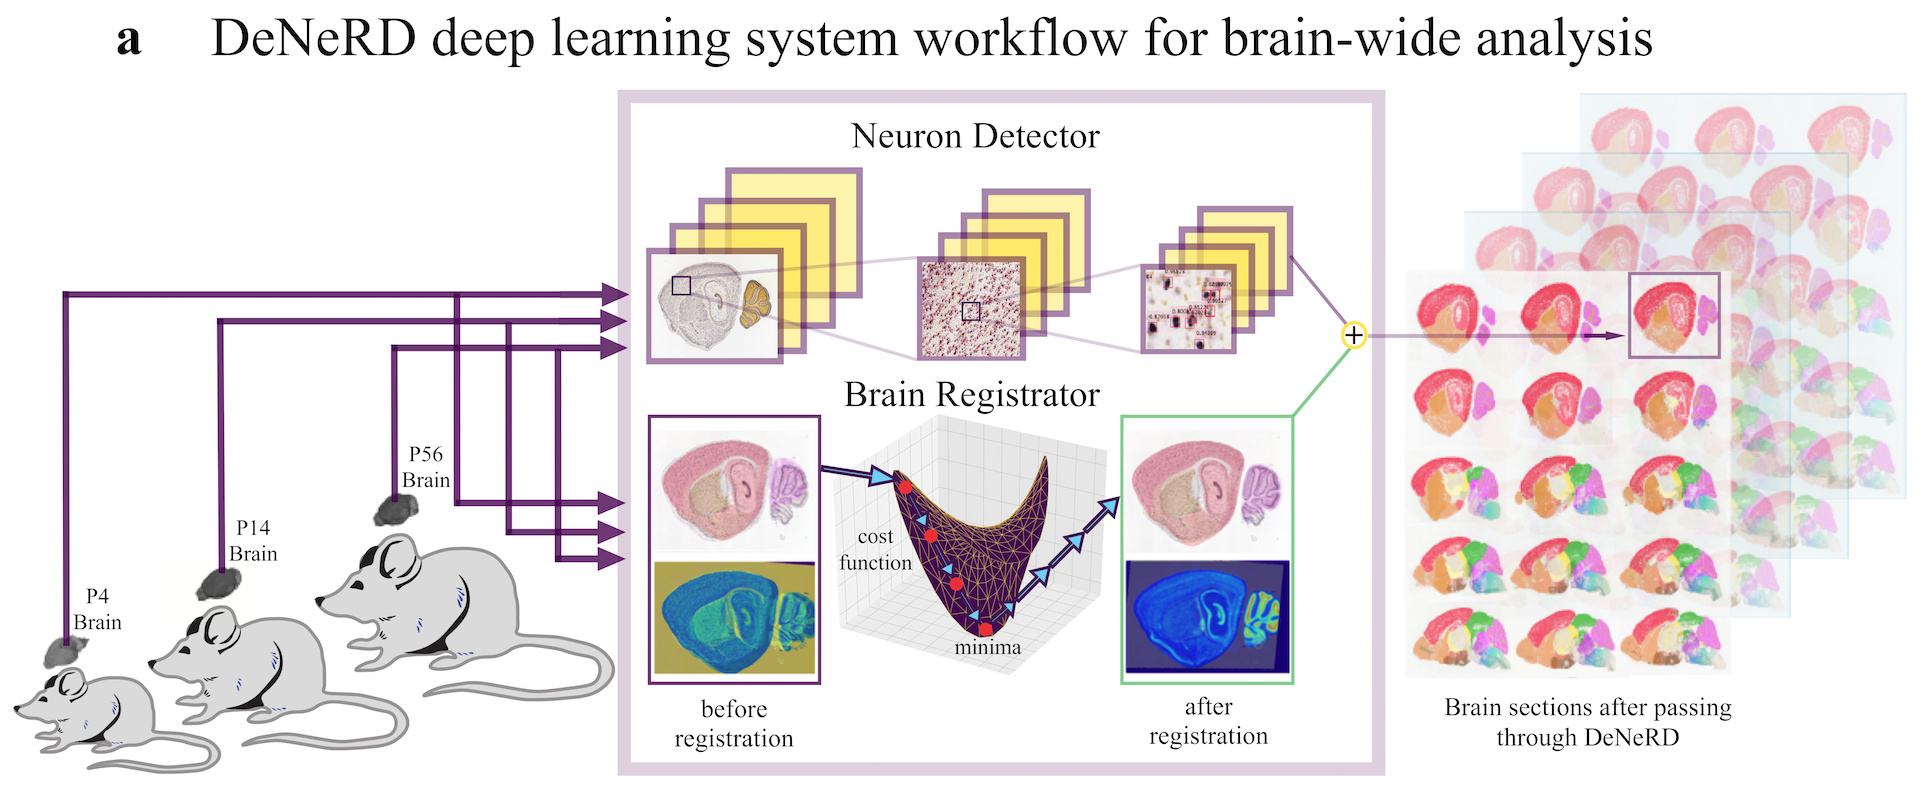 a DeNeRD deep learning system workflow for brain-wide analysis
Neuron Detector
Brain Registrator
P56
Brain
P14
Brain
P4
Brain
cost
function
minima
before
registration
after
registration
Brain sections after passing
through DeNeRD